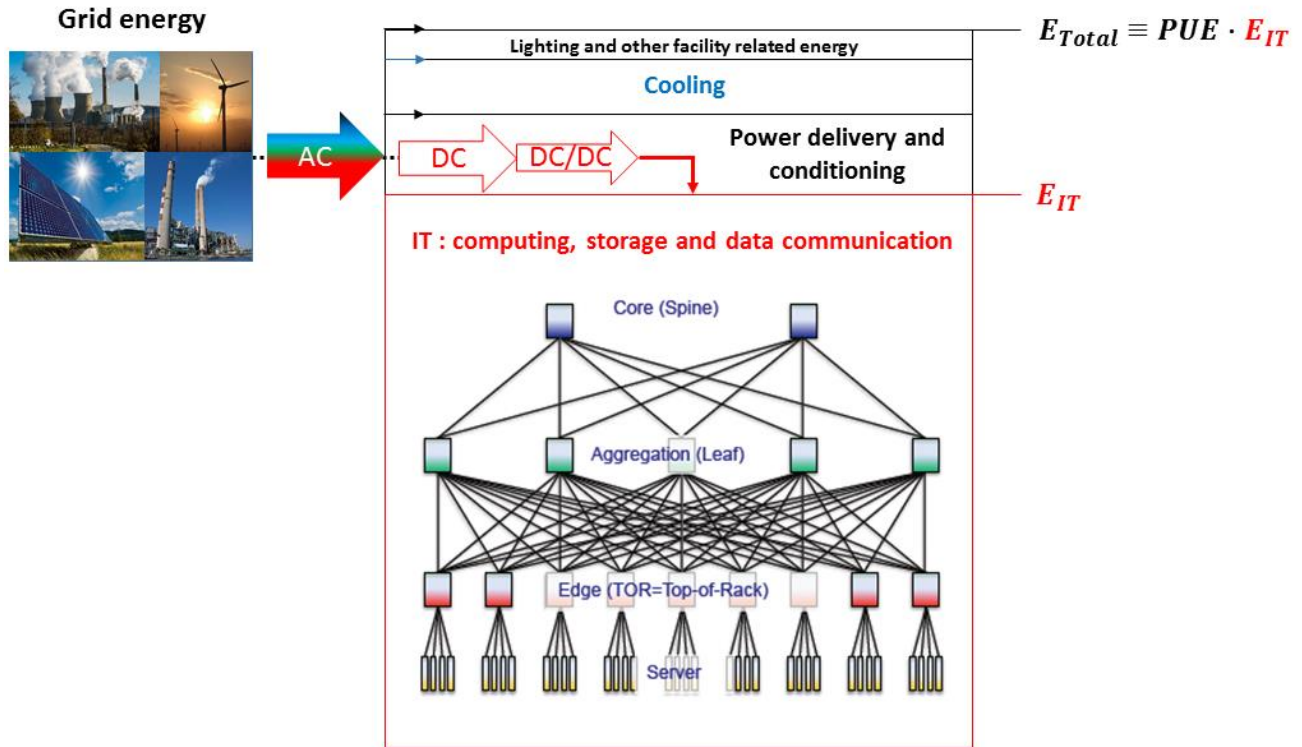 Grid energy
Lighting and other facility related energy
E_Total ≡ PUE · E_IT
Cooling
AC
DC
DC/DC
Power delivery and
conditioning
E_IT
IT : computing, storage and data communication
Core (Spine)
Aggregation (Leaf)
Edge (TOR=Top-of-Rack)
Server